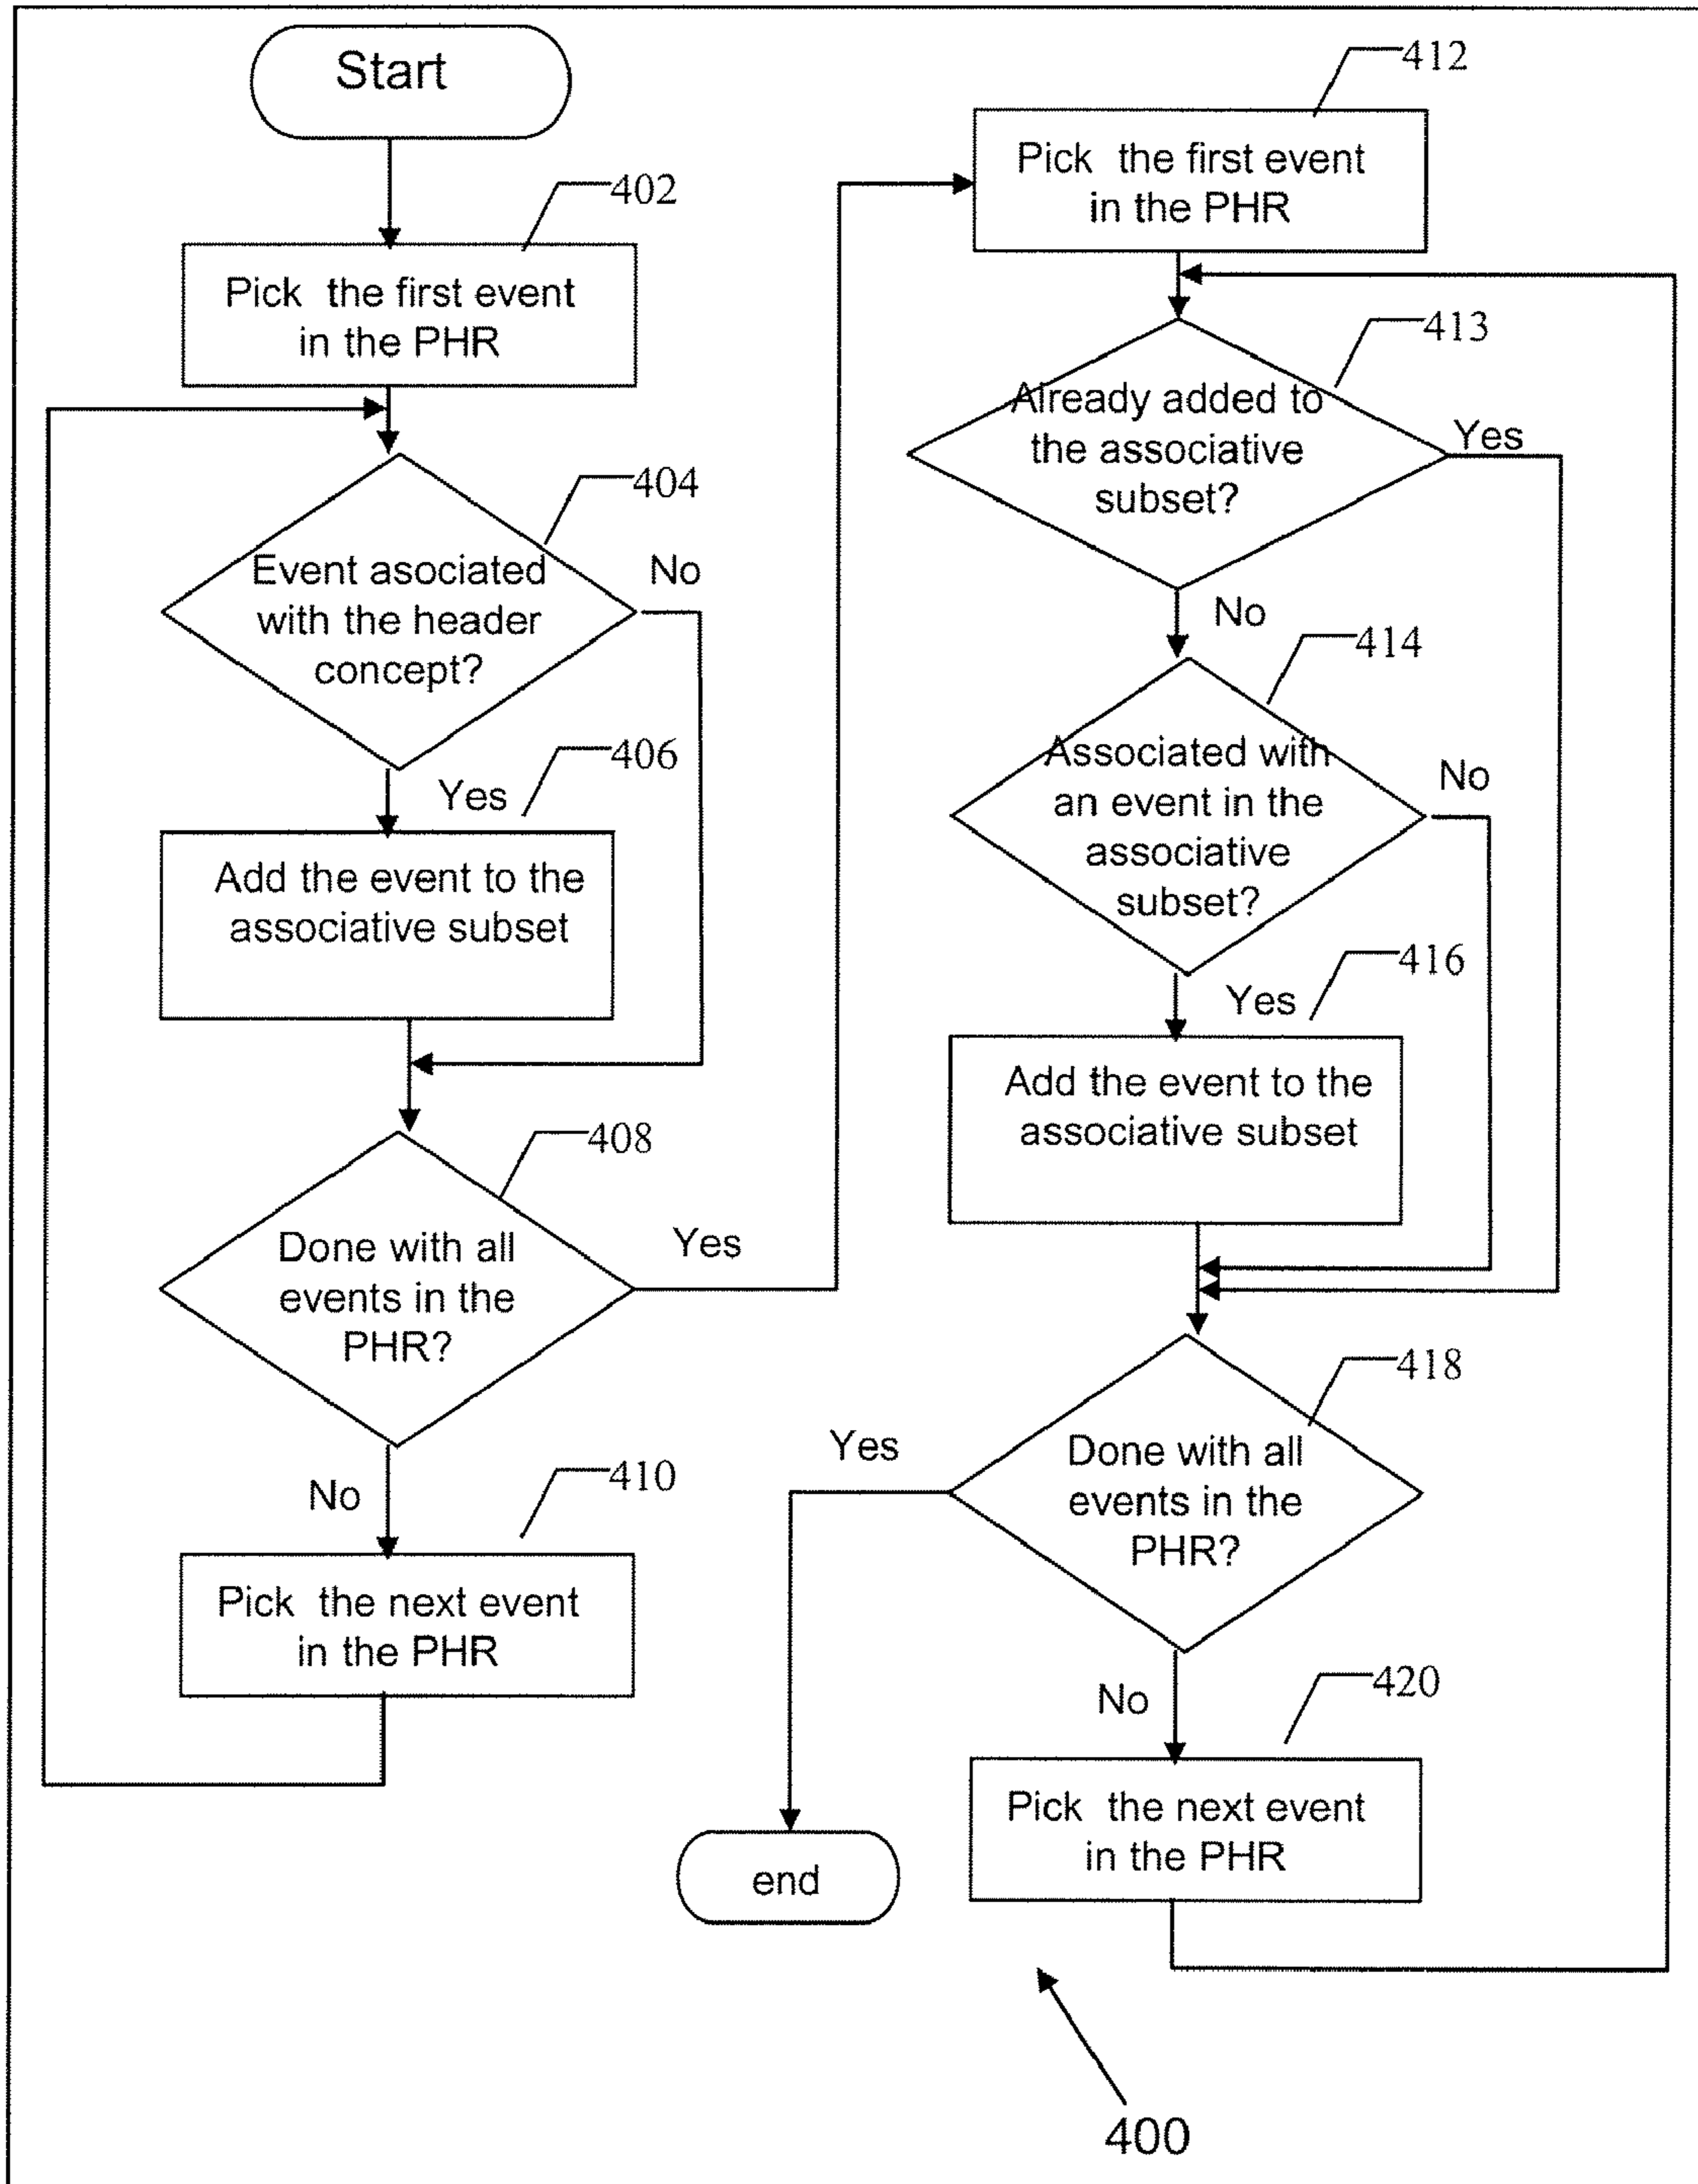 Start
402
Pick the first event
in the PHR
404
Event asociated
with the header
concept?
No
Yes
406
Add the event to the
associative subset
408
Done with all
events in the
PHR?
Yes
No
410
Pick the next event
in the PHR
412
Pick the first event
in the PHR
413
Already added to
the associative
subset?
Yes
No
414
Associated with
an event in the
associative
subset?
No
Yes
416
Add the event to the
associative subset
418
Done with all
events in the
PHR?
Yes
No
420
Pick the next event
in the PHR
end
400